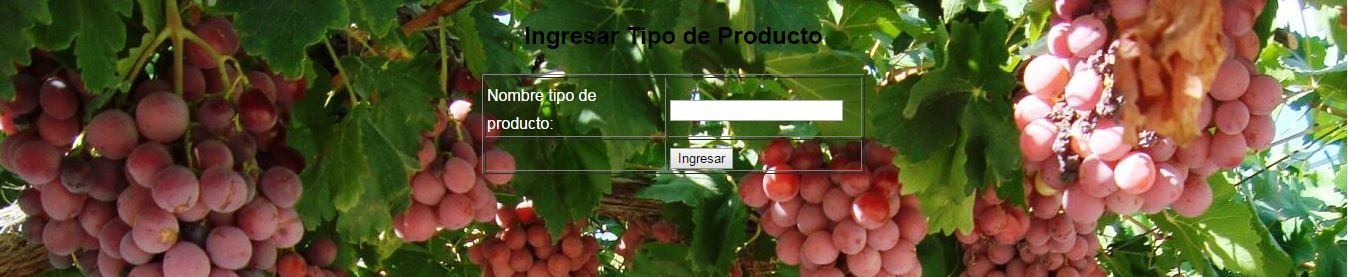 Ingresar Tipo de Producto
Nombre tipo de
producto:
Ingresar